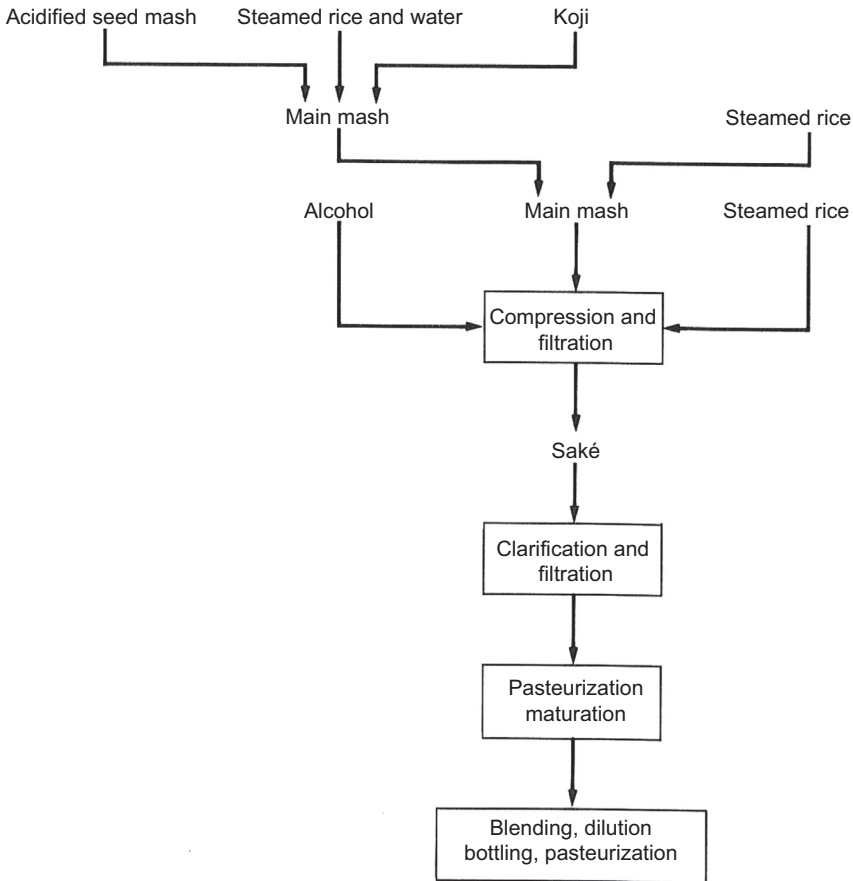 Acidified seed mash
Steamed rice and water
Koji
Main mash
Steamed rice
Alcohol
Main mash
Steamed rice
Compression and
filtration
Saké
Clarification and
filtration
Pasteurization
maturation
Blending, dilution
bottling, pasteurization